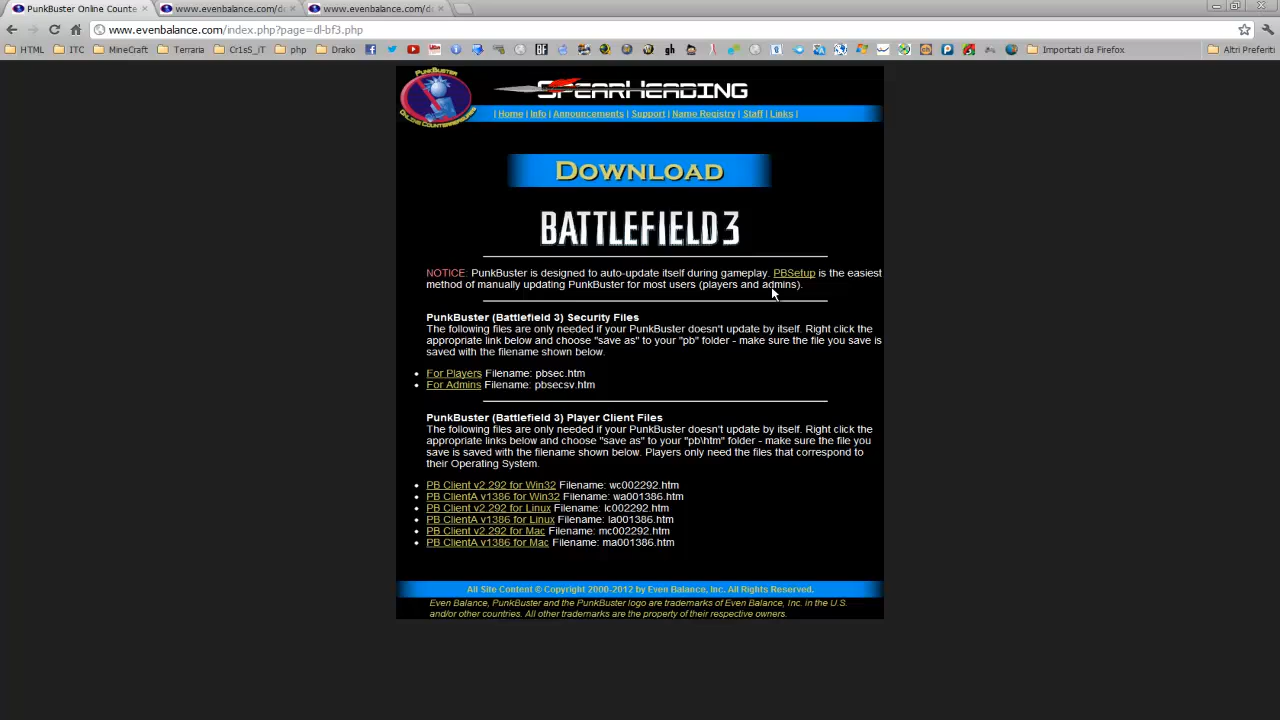 PunkBuster Online Counte
www.evenbalance.com/d
www.evenbalance.com/d
www.evenbalance.com/index.php?page=dl-bf3.php
HTML ITC MineCraft Terraria Cr1sS_iT php Drako Importati da Firefox Altri Preferiti
PUNKBUSTER
ONLINE COUNTERMEASURES
SPEARHEADING
| Home | Info | Announcements | Support | Name Registry | Staff | Links |
DOWNLOAD
BATTLEFIELD 3
NOTICE: PunkBuster is designed to auto-update itself during gameplay. PBSetup is the easiest
method of manually updating PunkBuster for most users (players and admins).
PunkBuster (Battlefield 3) Security Files
The following files are only needed if your PunkBuster doesn't update by itself. Right click the
appropriate link below and choose "save as" to your "pb" folder - make sure the file you save is
saved with the filename shown below.
For Players Filename: pbsec.htm
For Admins Filename: pbsecsv.htm
PunkBuster (Battlefield 3) Player Client Files
The following files are only needed if your PunkBuster doesn't update by itself. Right click the
appropriate links below and choose "save as" to your "pb\htm" folder - make sure the file you
save is saved with the filename shown below. Players only need the files that correspond to
their Operating System.
PB Client v2.292 for Win32 Filename: wc002292.htm
PB ClientA v1386 for Win32 Filename: wa001386.htm
PB Client v2.292 for Linux Filename: lc002292.htm
PB ClientA v1386 for Linux Filename: la001386.htm
PB Client v2.292 for Mac Filename: mc002292.htm
PB ClientA v1386 for Mac Filename: ma001386.htm
All Site Content © Copyright 2000-2012 by Even Balance, Inc. All Rights Reserved.
Even Balance, PunkBuster and the PunkBuster logo are trademarks of Even Balance, Inc. in the U.S.
and/or other countries. All other trademarks are the property of their respective owners.